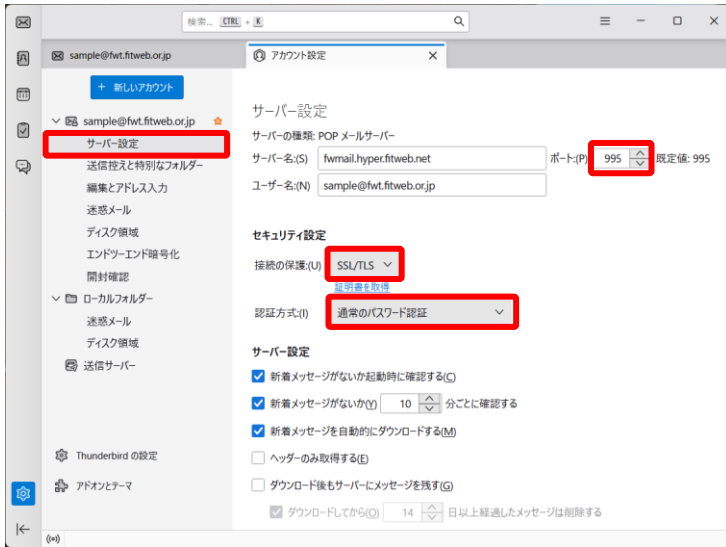 検索... CTRL + K
sample@fwt.fitweb.or.jp
アカウント設定
+ 新しいアカウント
sample@fwt.fitweb.or.jp
サーバー設定
送信控えと特別なフォルダー
編集とアドレス入力
迷惑メール
ディスク領域
エンドツーエンド暗号化
開封確認
ローカルフォルダー
迷惑メール
ディスク領域
送信サーバー
Thunderbird の設定
アドオンとテーマ
サーバー設定
サーバーの種類: POP メールサーバー
サーバー名:(S) fwmail.hyper.fitweb.net ポート:(P) 995 既定値: 995
ユーザー名:(N) sample@fwt.fitweb.or.jp
セキュリティ設定
接続の保護:(U) SSL/TLS
証明書を取得
認証方式:(I) 通常のパスワード認証
サーバー設定
新着メッセージがないか起動時に確認する(C)
新着メッセージがないか(Y) 10 分ごとに確認する
新着メッセージを自動的にダウンロードする(M)
ヘッダーのみ取得する(E)
ダウンロード後もサーバーにメッセージを残す(G)
ダウンロードしてから(O) 14 日以上経過したメッセージは削除する